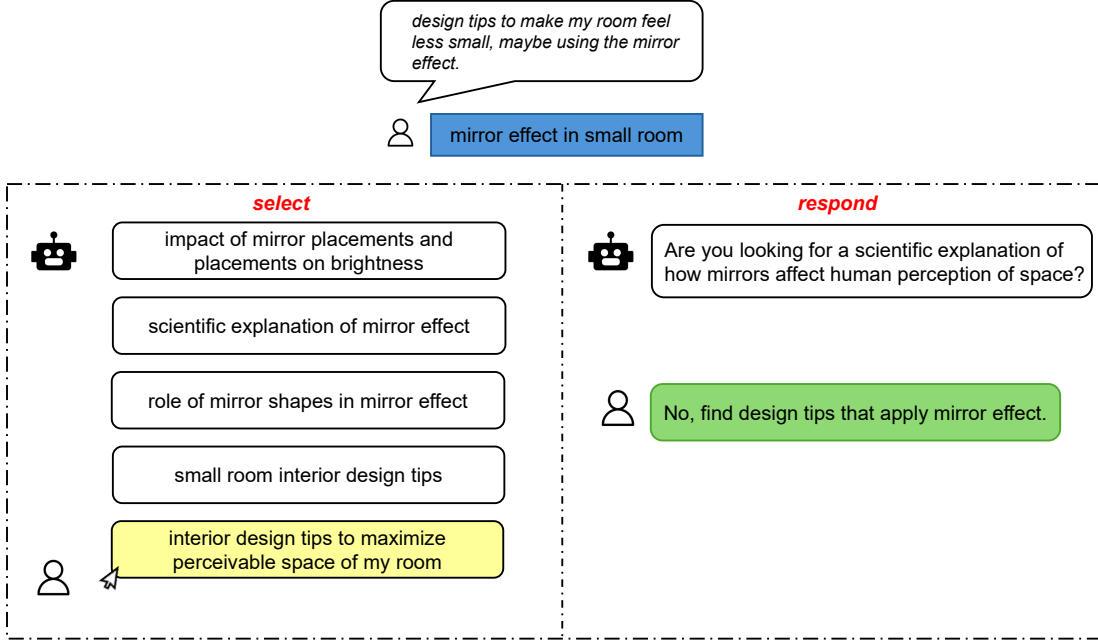 design tips to make my room feel
less small, maybe using the mirror
effect.
mirror effect in small room
select
impact of mirror placements and
placements on brightness
scientific explanation of mirror effect
role of mirror shapes in mirror effect
small room interior design tips
interior design tips to maximize
perceivable space of my room
respond
Are you looking for a scientific explanation of
how mirrors affect human perception of space?
No, find design tips that apply mirror effect.